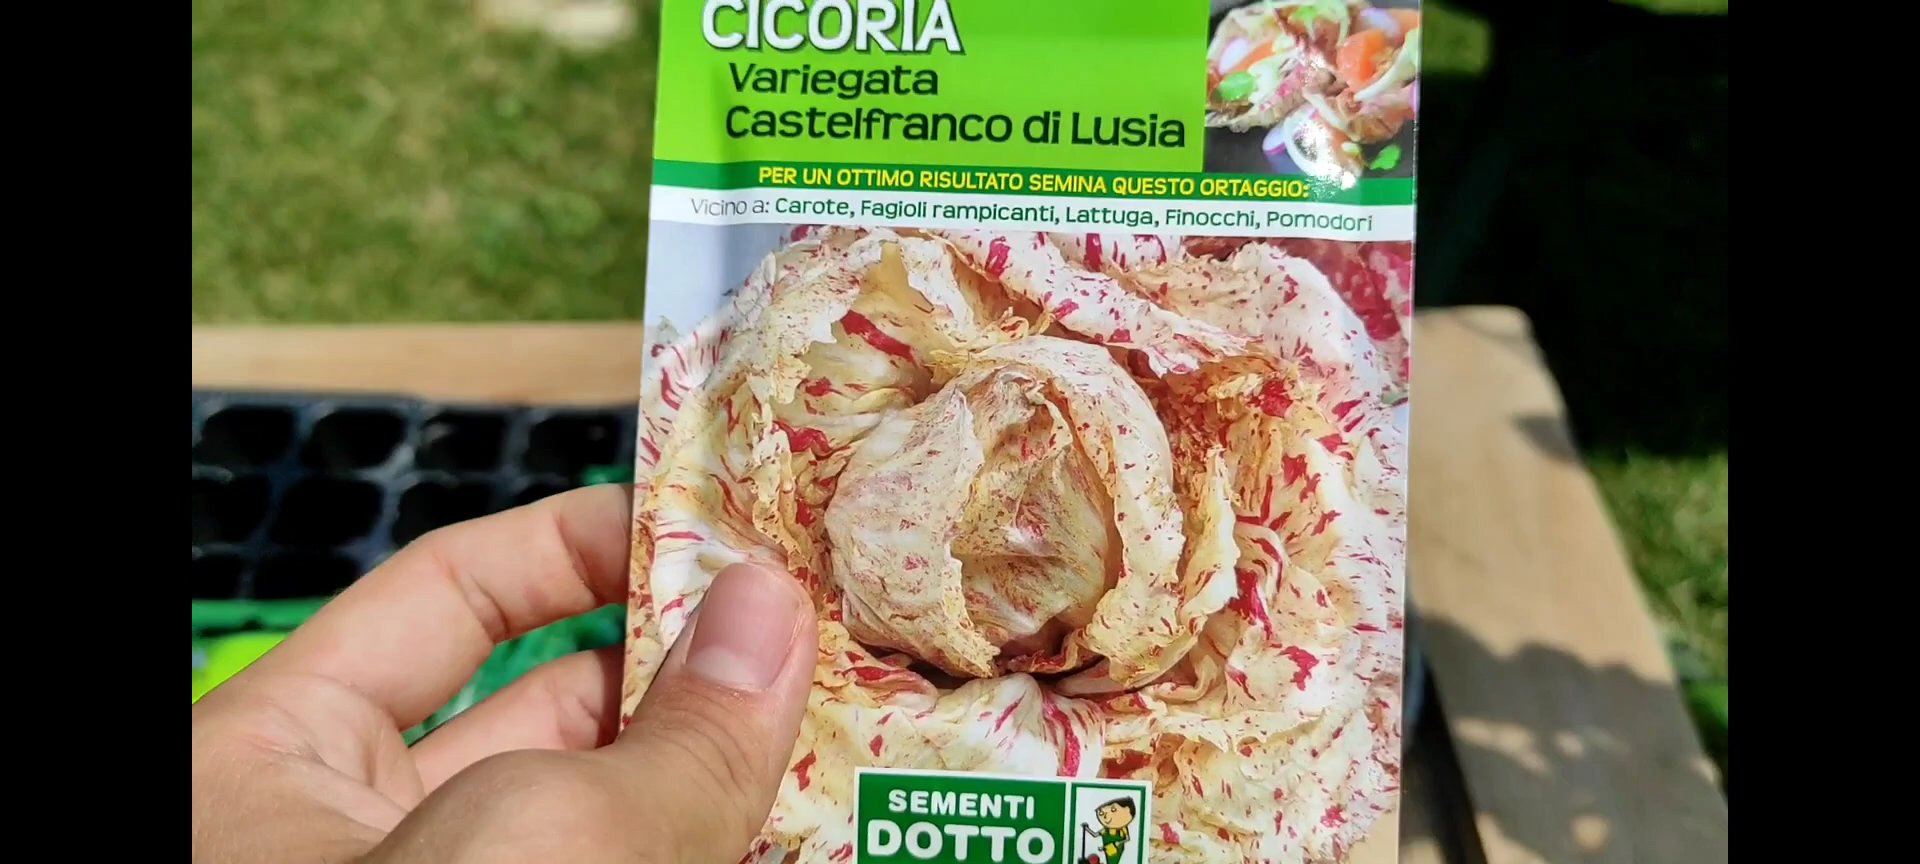 CICORIA
Variegata
Castelfranco di Lusia
PER UN OTTIMO RISULTATO SEMINA QUESTO ORTAGGIO:
Vicino a: Carote, Fagioli rampicanti, Lattuga, Finocchi, Pomodori
SEMENTI
DOTTO